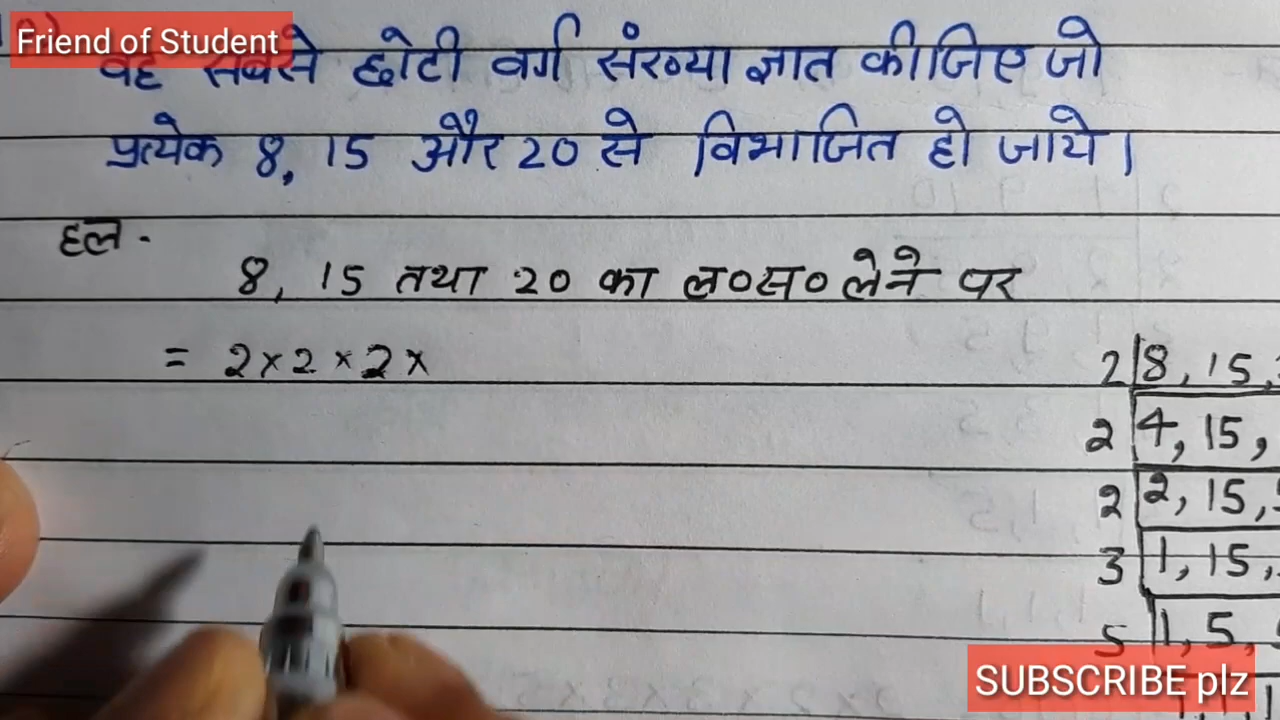 Friend of Student
वह सबसे छोटी वर्ग संख्या ज्ञात कीजिए जो
प्रत्येक 8, 15 और 20 से विभाजित हो जाये।
हल.
8, 15 तथा 20 का ल०स० लेने पर
= 2×2×2×
2|8, 15,
2|4, 15,
2|2, 15,
3|1, 15,
5|1, 5,
SUBSCRIBE plz